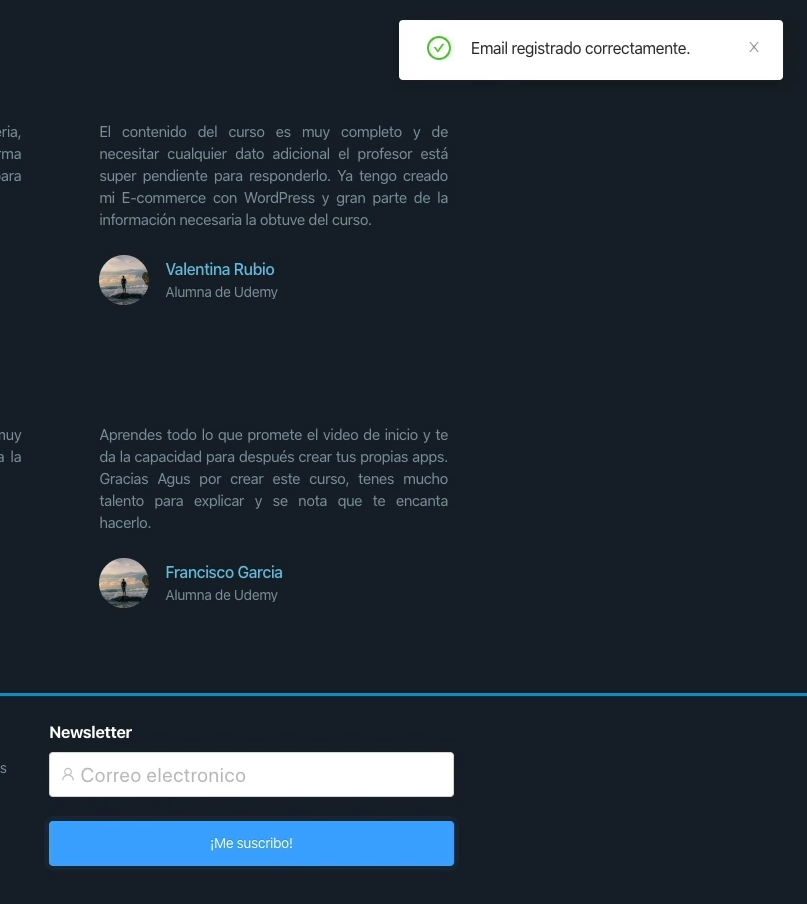 Email registrado correctamente.
El contenido del curso es muy completo y de
necesitar cualquier dato adicional el profesor está
super pendiente para responderlo. Ya tengo creado
mi E-commerce con WordPress y gran parte de la
información necesaria la obtuve del curso.
Valentina Rubio
Alumna de Udemy
a la
Aprendes todo lo que promete el video de inicio y te
da la capacidad para después crear tus propias apps.
Gracias Agus por crear este curso, tenes mucho
talento para explicar y se nota que te encanta
hacerlo.
Francisco Garcia
Alumna de Udemy
Newsletter
Correo electronico
¡Me suscribo!